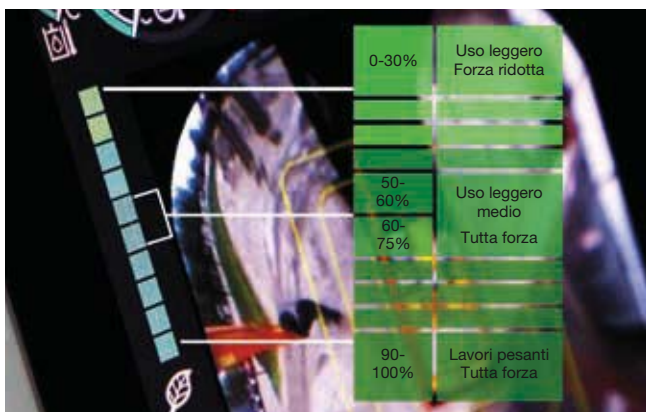 0-30%
Uso leggero
Forza ridotta
50-
60%
Uso leggero
medio
60-
75%
Tutta forza
90-
100%
Lavori pesanti
Tutta forza